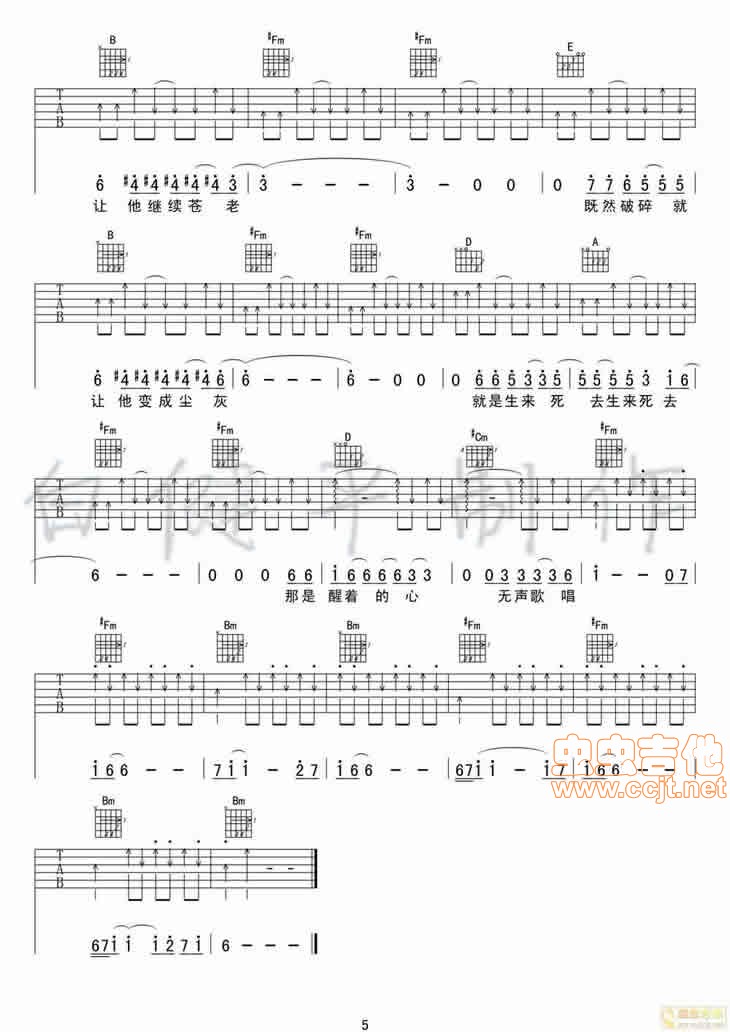 B #Fm #Fm E
T A B
6 #4 #4 #4 #4 #4 3 | 3 - - - | 3 - 0 0 | 0 7 7 6 5 5 5 5
让 他继续苍 老 既然破碎 就
B #Fm #Fm D A
T A B
6 #4 #4 #4 #4 #4 6 | 6 - - - | 6 - 0 0 | 0 6 6 5 3 3 5 | 5 5 5 5 3 1 6
让 他变成尘 灰 就是生来 死 去生来死去
#Fm #Fm D #Cm #Fm
白健平制作
T A B
6 - - - | 0 0 0 0 6 6 | 1 6 6 6 6 3 3 | 0 0 3 3 3 3 6 | 1 - - 0 7
那是 醒着 的 心 无声歌 唱
#Fm Bm Bm #Fm #Fm
T A B
1 6 6 - - | 7 1 1 - 2 7 | 1 6 6 - - | 6 7 1 1 - 1 7 | 1 6 6 - -
虫虫吉他
www.ccjt.net
Bm Bm
T A B
6 7 1 1 1 2 7 1 | 6 - - -
5